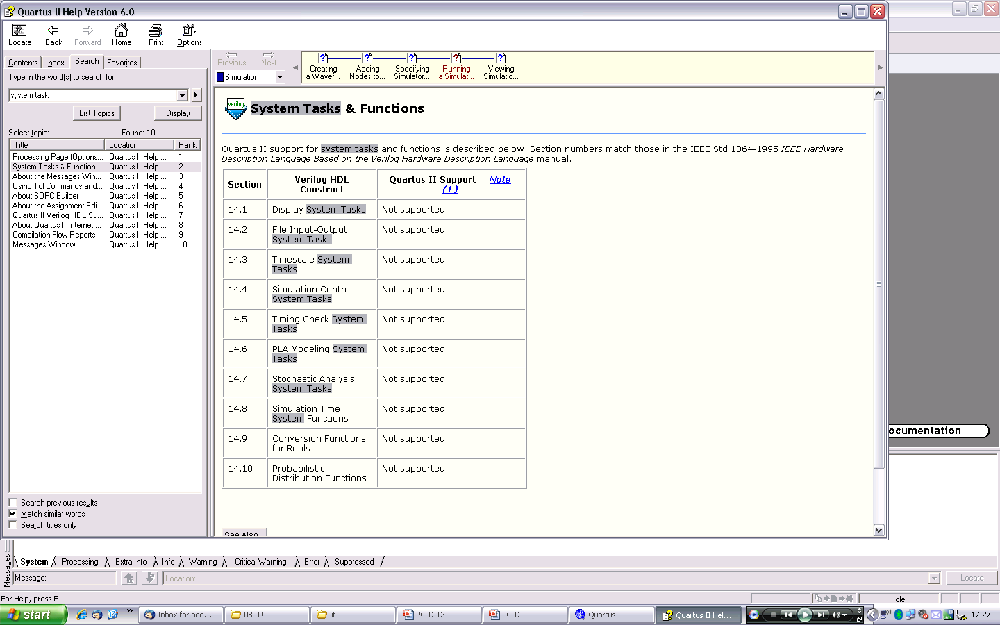 Quartus II Help Version 6.0
Locate Back Forward Home Print Options
Contents Index Search Favorites
Type in the word(s) to search for:
system task
List Topics Display
Select topic: Found: 10
Title Location Rank
Processing Page (Options... Quartus II Help ... 1
System Tasks & Function... Quartus II Help ... 2
About the Messages Win... Quartus II Help ... 3
Using Tcl Commands and... Quartus II Help ... 4
About SOPC Builder Quartus II Help ... 5
About the Assignment Edi... Quartus II Help ... 6
Quartus II Verilog HDL Su... Quartus II Help ... 7
About Quartus II Internet ... Quartus II Help ... 8
Compilation Flow Reports Quartus II Help ... 9
Messages Window Quartus II Help ... 10
Search previous results
Match similar words
Search titles only
Previous Next
Simulation
Creating
a Wavef...
Adding
Nodes to...
Specifying
Simulator...
Running
a Simulat...
Viewing
Simulatio...
Verilog
System Tasks & Functions
Quartus II support for system tasks and functions is described below. Section numbers match those in the IEEE Std 1364-1995 IEEE Hardware
Description Language Based on the Verilog Hardware Description Language manual.
Section Verilog HDL Construct Quartus II Support Note (1)
14.1 Display System Tasks Not supported.
14.2 File Input-Output System Tasks Not supported.
14.3 Timescale System Tasks Not supported.
14.4 Simulation Control System Tasks Not supported.
14.5 Timing Check System Tasks Not supported.
14.6 PLA Modeling System Tasks Not supported.
14.7 Stochastic Analysis System Tasks Not supported.
14.8 Simulation Time System Functions Not supported.
14.9 Conversion Functions for Reals Not supported.
14.10 Probabilistic Distribution Functions Not supported.
See Also
ocumentation
Messages
System Processing Extra Info Info Warning Critical Warning Error Suppressed
Message: Location: Locate
For Help, press F1 Idle
start Inbox for ped... 08-09 lit PCLD-T2 PCLD Quartus II Quartus II Hel... 17:27